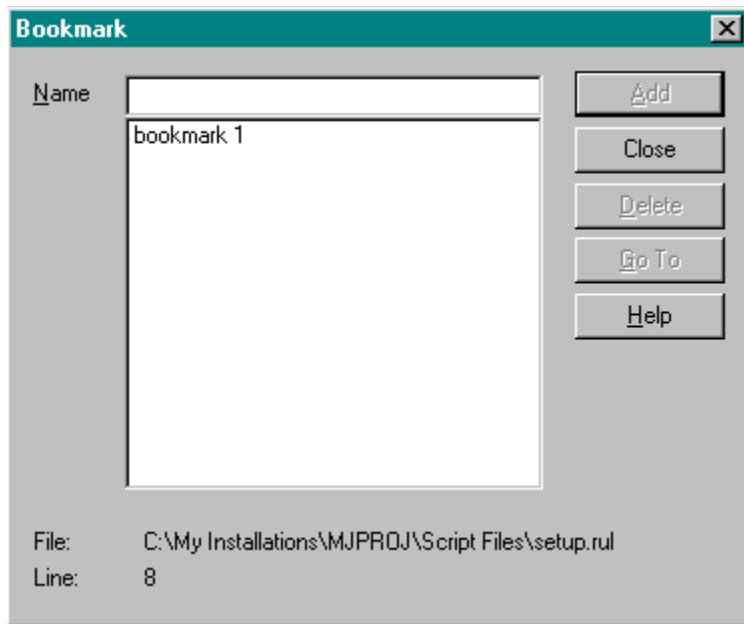 Bookmark
Name
Add
bookmark 1
Close
Delete
Go To
Help
File: C:\My Installations\MJPROJ\Script Files\setup.rul
Line: 8